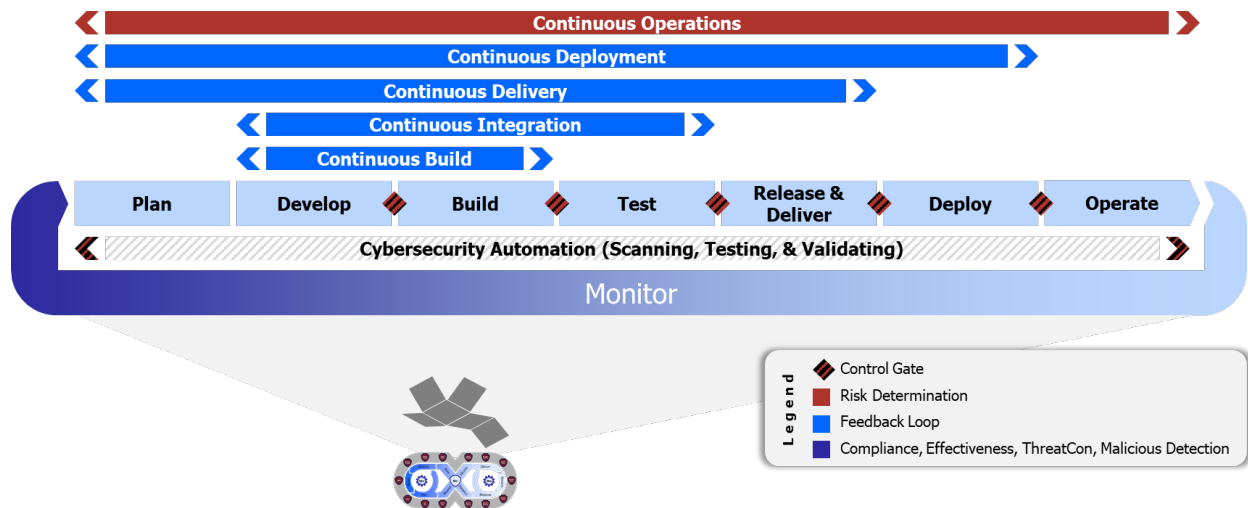 Continuous Operations
Continuous Deployment
Continuous Delivery
Continuous Integration
Continuous Build
Plan
Develop
Build
Test
Release &
Deliver
Deploy
Operate
Cybersecurity Automation (Scanning, Testing, & Validating)
Monitor
Legend
Control Gate
Risk Determination
Feedback Loop
Compliance, Effectiveness, ThreatCon, Malicious Detection